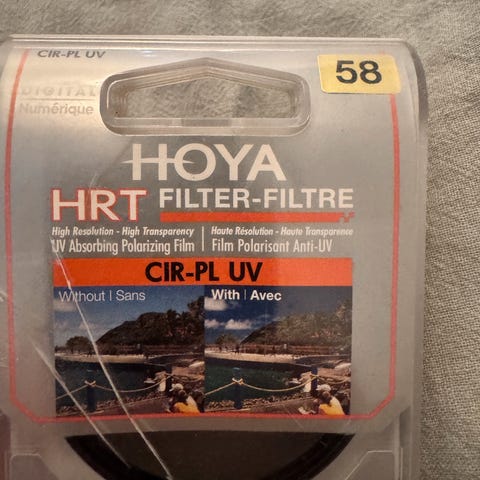 CIR-PL UV
58
DIGITAL
Numérique
HOYA
HRT FILTER-FILTRE
High Resolution - High Transparency
UV Absorbing Polarizing Film
Haute Résolution - Haute Transparence
Film Polarisant Anti-UV
CIR-PL UV
Without | Sans
With | Avec